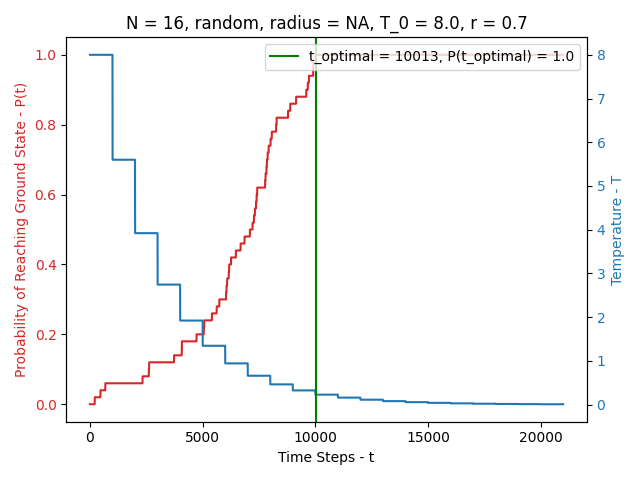 N = 16, random, radius = NA, T_0 = 8.0, r = 0.7
t_optimal = 10013, P(t_optimal) = 1.0
Probability of Reaching Ground State - P(t)
1.0
0.8
0.6
0.4
0.2
0.0
8
7
6
5
4
3
2
1
0
Temperature - T
0 5000 10000 15000 20000
Time Steps - t